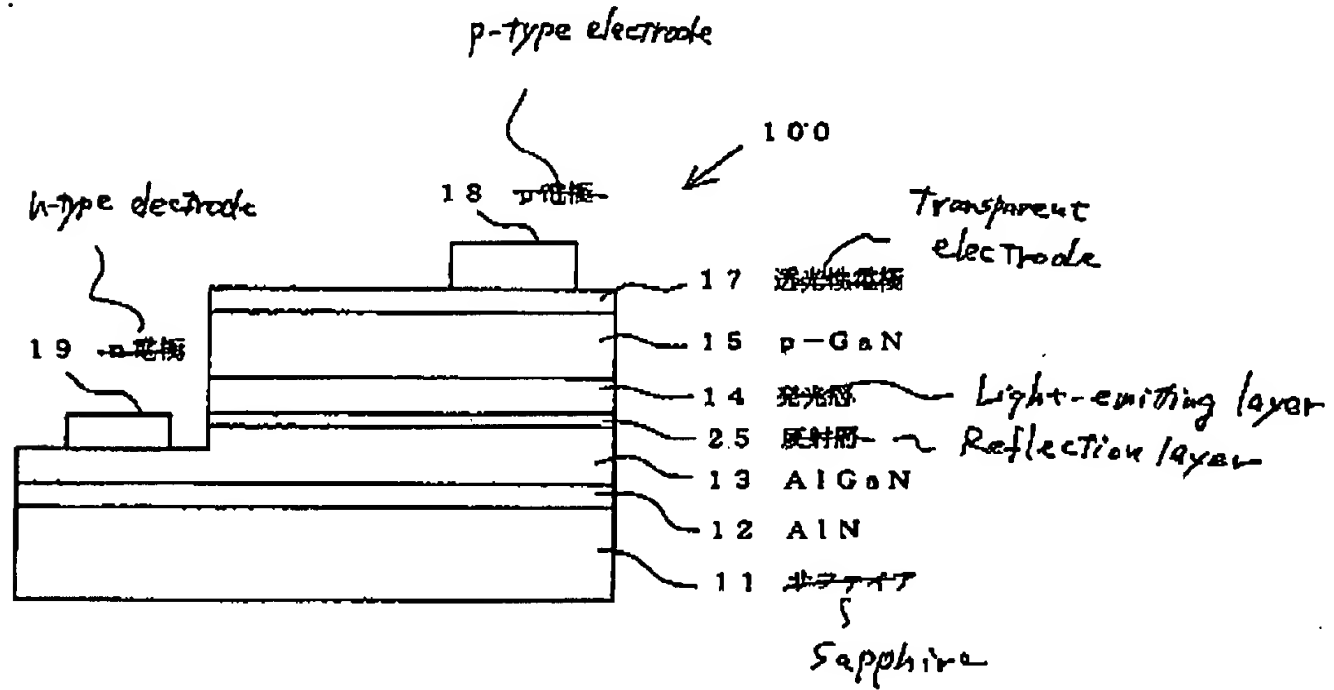 p-type electrode
100
18 p電極
n-type electrode
Transparent
electrode
17 透光性電極
19 n電極
15 p-GaN
14 発光層
Light-emitting layer
25 反射層
Reflection layer
13 AlGaN
12 AlN
11 サファイア
Sapphire